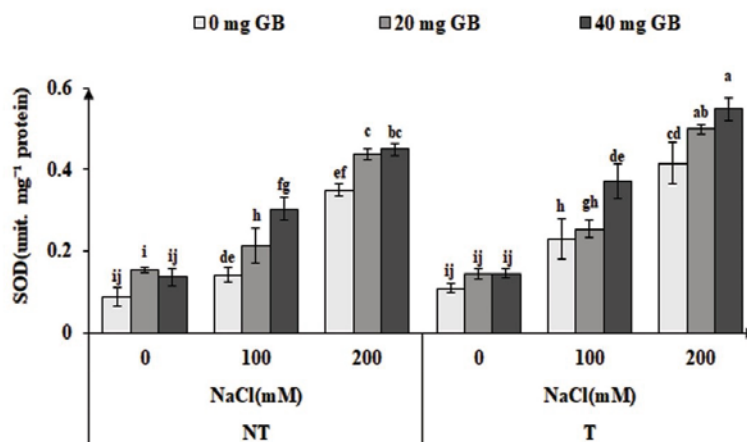 0 mg GB 20 mg GB 40 mg GB
SOD(unit. mg⁻¹ protein)
0.6
0.4
0.2
0
ij i ij de h fg ef c bc ij ij ij h gh de cd ab a
0 100 200 0 100 200
NaCl(mM) NaCl(mM)
NT T